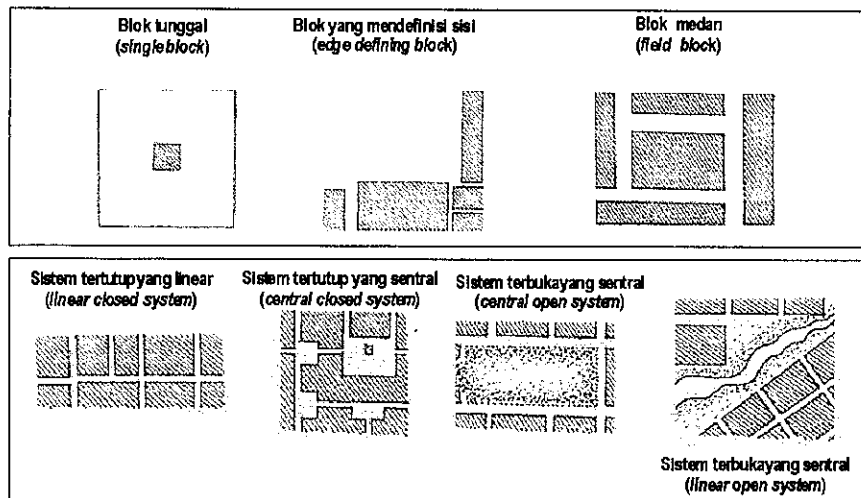 Blok tunggal
(single block)
Blok yang mendefinisi sisi
(edge defining block)
Blok medan
(field block)
Sistem tertutup yang linear
(linear closed system)
Sistem tertutup yang sentral
(central closed system)
Sistem terbuka yang sentral
(central open system)
Sistem terbuka yang sentral
(linear open system)